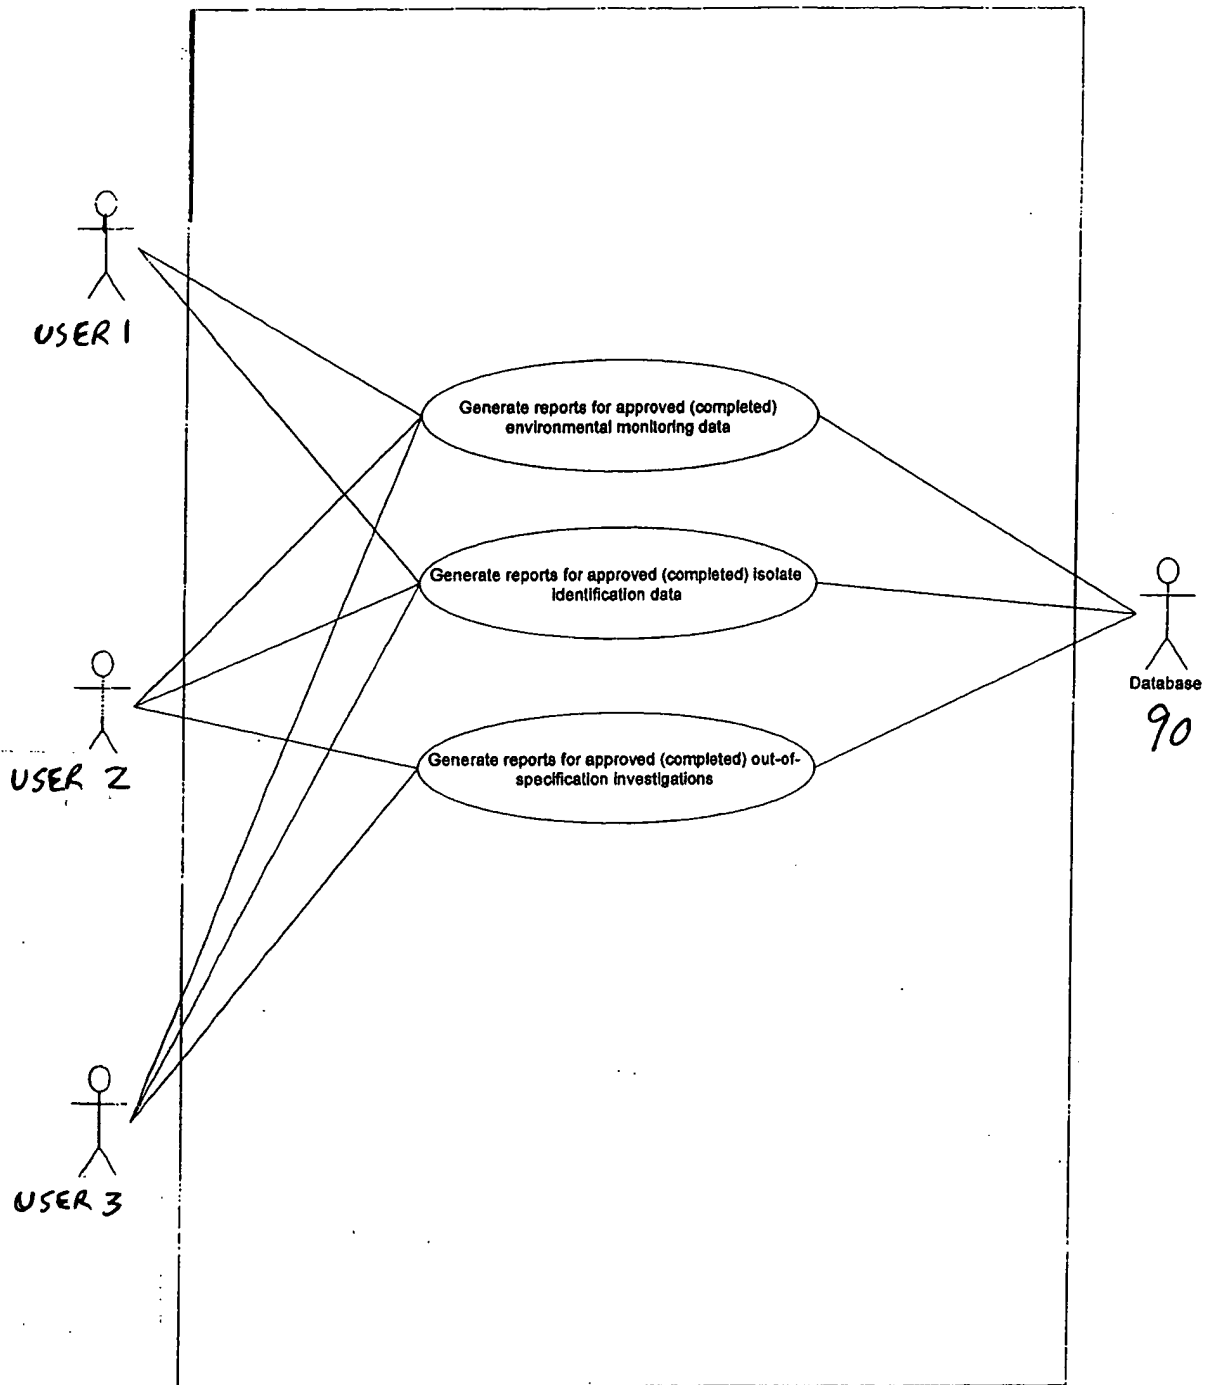 USER 1
Generate reports for approved (completed)
environmental monitoring data
Generate reports for approved (completed) isolate
identification data
Database
90
USER 2
Generate reports for approved (completed) out-of-
specification investigations
USER 3